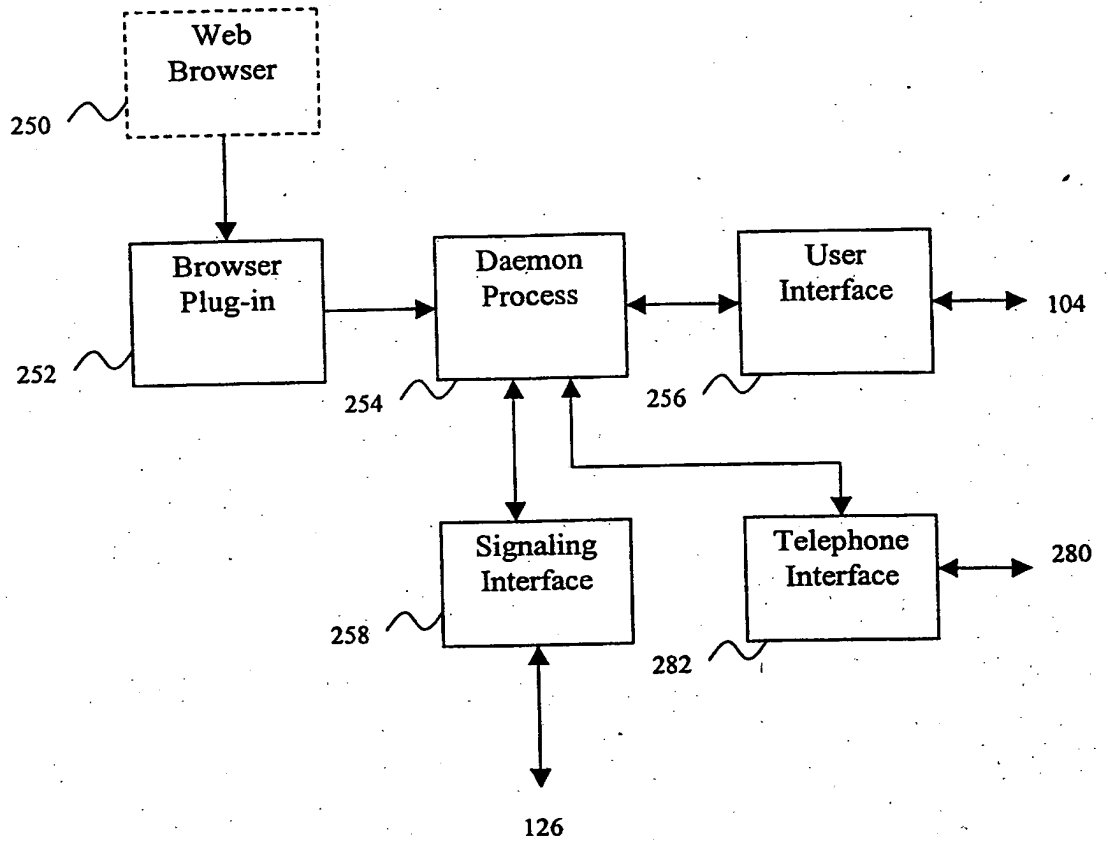 Web
Browser
250
Browser
Plug-in
252
Daemon
Process
254
User
Interface
256
104
Signaling
Interface
258
Telephone
Interface
282
280
126